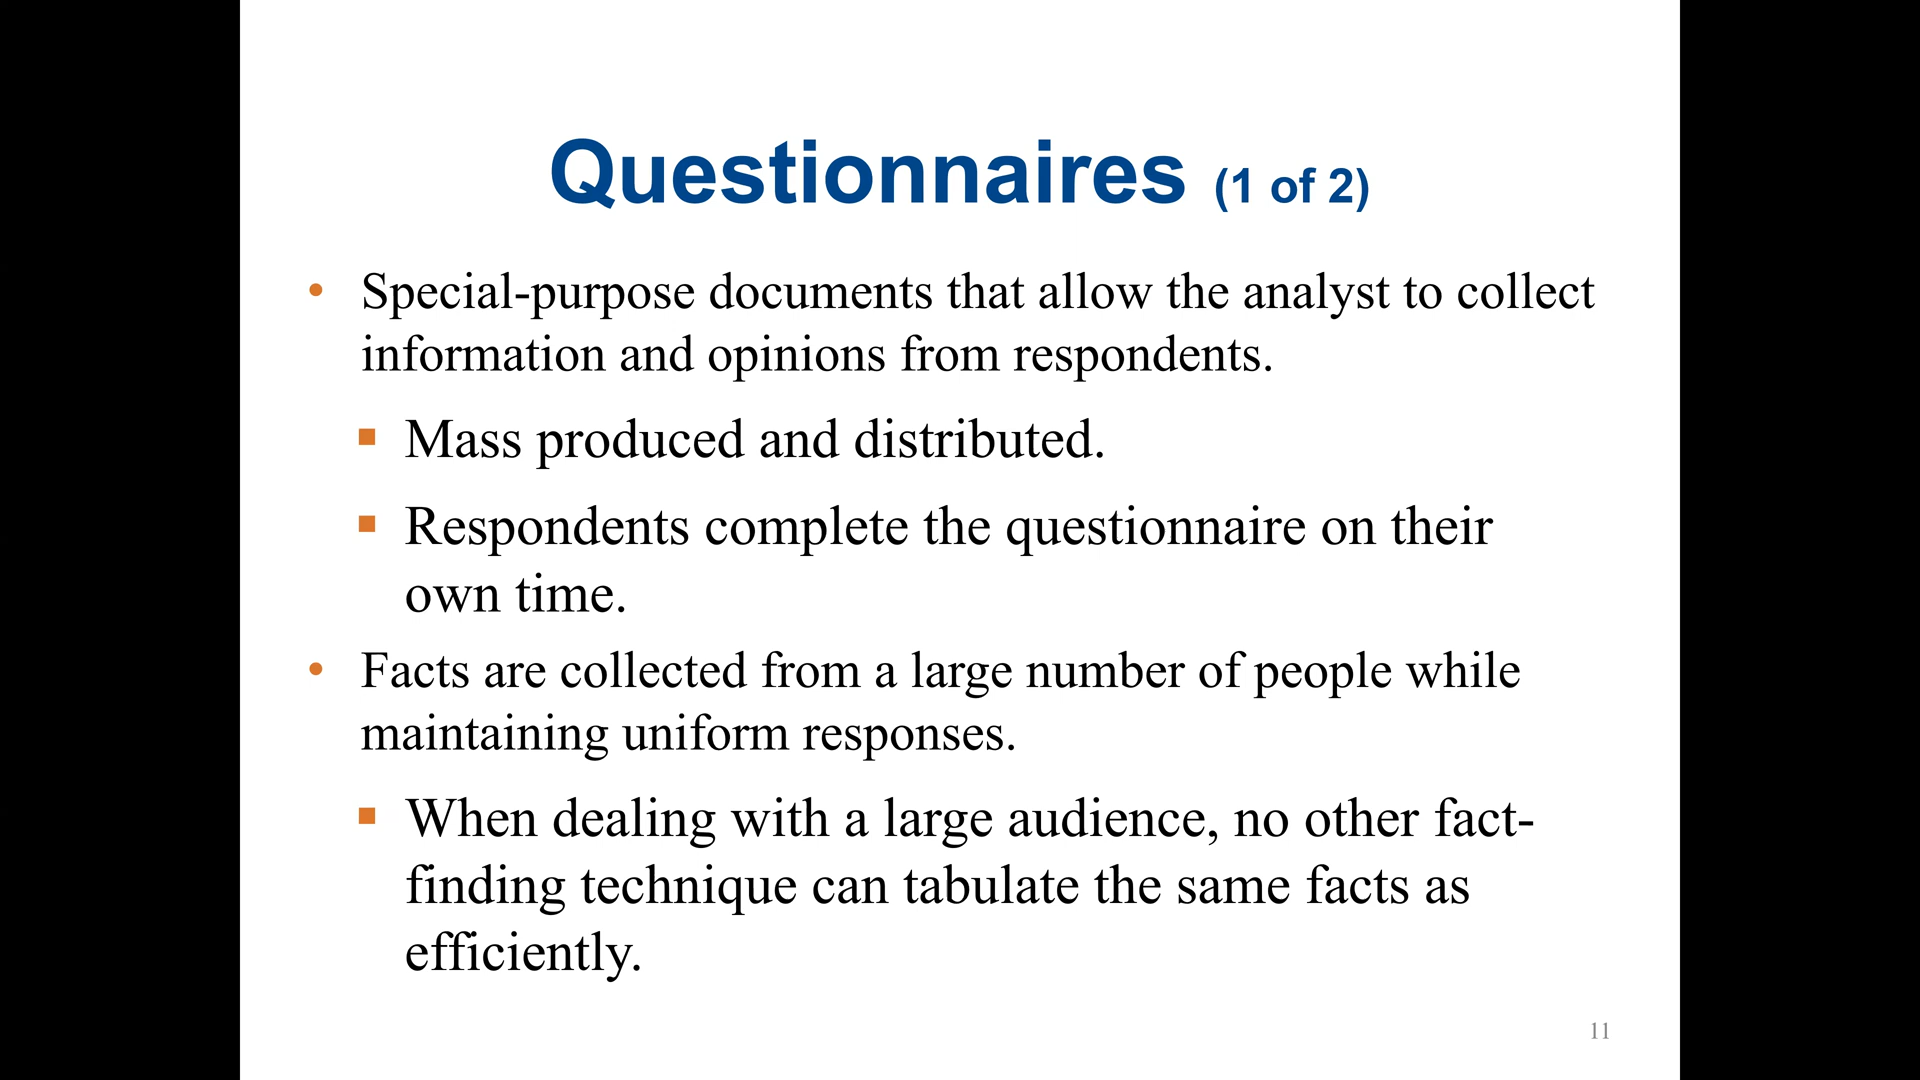 Questionnaires (1 of 2)
• Special-purpose documents that allow the analyst to collect
information and opinions from respondents.
▪ Mass produced and distributed.
▪ Respondents complete the questionnaire on their
own time.
• Facts are collected from a large number of people while
maintaining uniform responses.
▪ When dealing with a large audience, no other fact-
finding technique can tabulate the same facts as
efficiently.
11